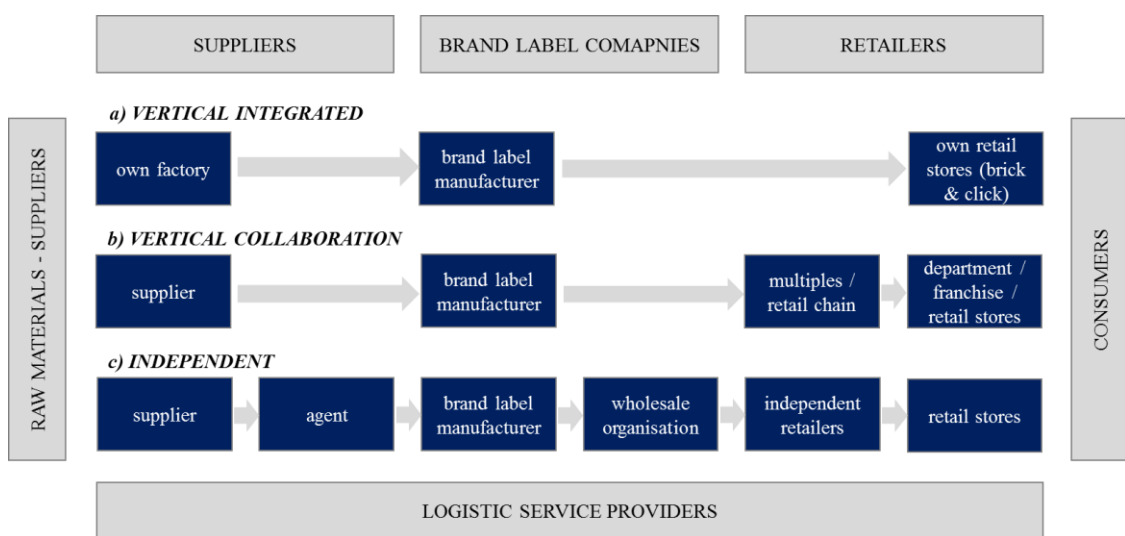 SUPPLIERS
BRAND LABEL COMAPNIES
RETAILERS
RAW MATERIALS - SUPPLIERS
a) VERTICAL INTEGRATED
own factory
brand label
manufacturer
own retail
stores (brick
& click)
b) VERTICAL COLLABORATION
supplier
brand label
manufacturer
multiples /
retail chain
department /
franchise /
retail stores
c) INDEPENDENT
supplier
agent
brand label
manufacturer
wholesale
organisation
independent
retailers
retail stores
CONSUMERS
LOGISTIC SERVICE PROVIDERS